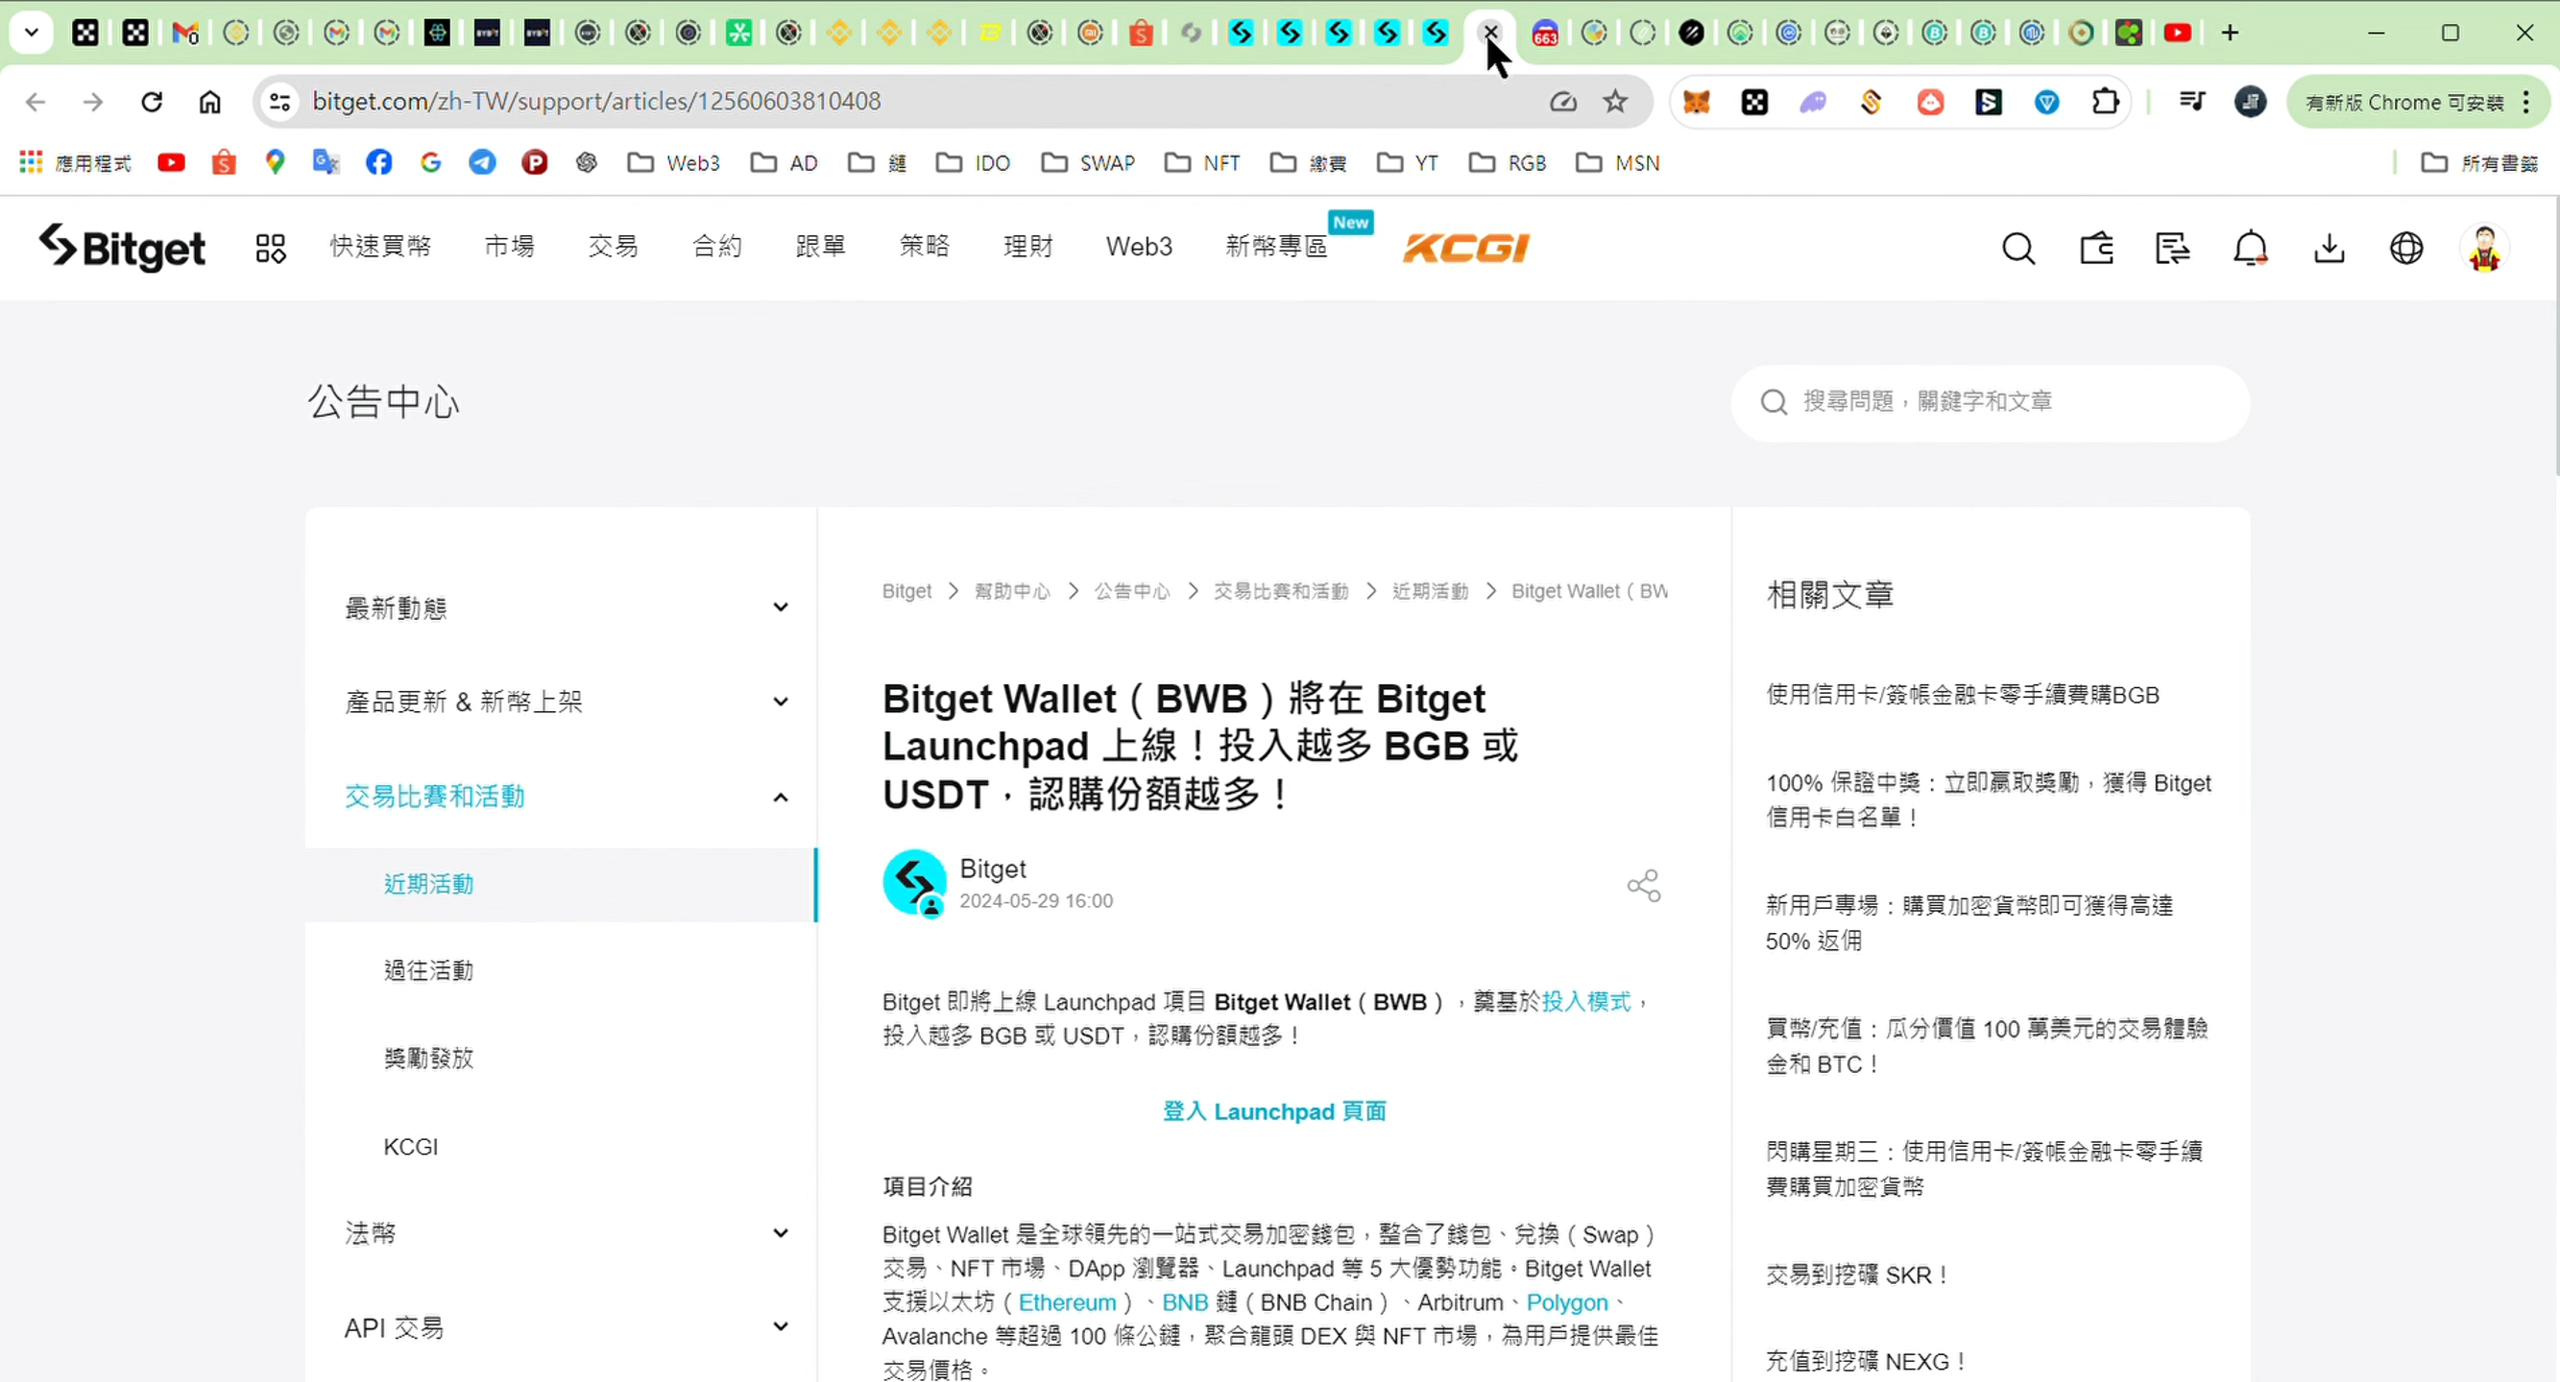 663
bitget.com/zh-TW/support/articles/12560603810408
有新版 Chrome 可安裝
應用程式
Web3
AD
鏈
IDO
SWAP
NFT
繳費
YT
RGB
MSN
所有書籤
Bitget
快速買幣
市場
交易
合約
跟單
策略
理財
Web3
新幣專區
New
KCGI
公告中心
搜尋問題，關鍵字和文章
最新動態
產品更新 & 新幣上架
交易比賽和活動
近期活動
過往活動
獎勵發放
KCGI
法幣
API 交易
Bitget > 幫助中心 > 公告中心 > 交易比賽和活動 > 近期活動 > Bitget Wallet（BW
Bitget Wallet（BWB）將在 Bitget
Launchpad 上線！投入越多 BGB 或
USDT，認購份額越多！
Bitget
2024-05-29 16:00
Bitget 即將上線 Launchpad 項目 Bitget Wallet（BWB），奠基於投入模式，
投入越多 BGB 或 USDT，認購份額越多！
登入 Launchpad 頁面
項目介紹
Bitget Wallet 是全球領先的一站式交易加密錢包，整合了錢包、兌換（Swap）
交易、NFT 市場、DApp 瀏覽器、Launchpad 等 5 大優勢功能。Bitget Wallet
支援以太坊（Ethereum）、BNB 鏈（BNB Chain）、Arbitrum、Polygon、
Avalanche 等超過 100 條公鏈，聚合龍頭 DEX 與 NFT 市場，為用戶提供最佳
交易價格。
相關文章
使用信用卡/簽帳金融卡零手續費購BGB
100% 保證中獎：立即贏取獎勵，獲得 Bitget
信用卡白名單！
新用戶專場：購買加密貨幣即可獲得高達
50% 返佣
買幣/充值：瓜分價值 100 萬美元的交易體驗
金和 BTC！
閃購星期三：使用信用卡/簽帳金融卡零手續
費購買加密貨幣
交易到挖礦 SKR！
充值到挖礦 NEXG！